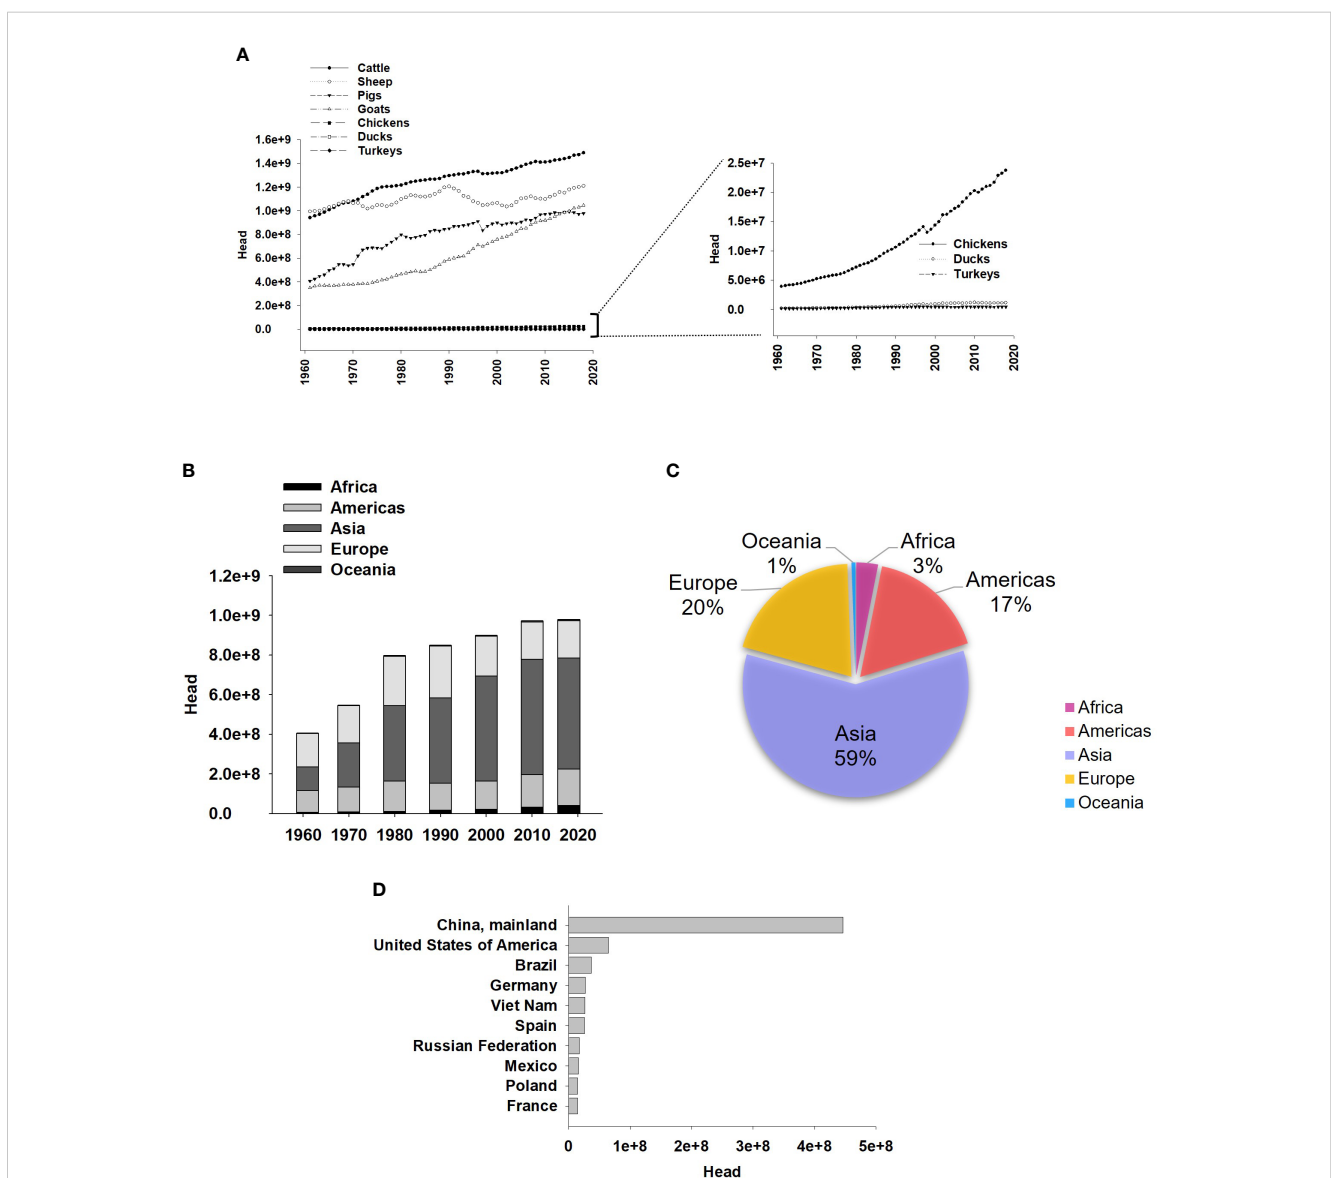 A
Cattle
Sheep
Pigs
Goats
Chickens
Ducks
Turkeys
1.6e+9
1.4e+9
1.2e+9
1.0e+9
8.0e+8
6.0e+8
4.0e+8
2.0e+8
0.0
Head
1960
1970
1980
1990
2000
2010
2020
2.5e+7
2.0e+7
1.5e+7
1.0e+7
5.0e+6
0.0
Head
Chickens
Ducks
Turkeys
1960
1970
1980
1990
2000
2010
2020
B
Africa
Americas
Asia
Europe
Oceania
1.2e+9
1.0e+9
8.0e+8
6.0e+8
4.0e+8
2.0e+8
0.0
Head
1960 1970 1980 1990 2000 2010 2020
C
Oceania
1%
Africa
3%
Europe
20%
Americas
17%
Asia
59%
Africa
Americas
Asia
Europe
Oceania
D
China, mainland
United States of America
Brazil
Germany
Viet Nam
Spain
Russian Federation
Mexico
Poland
France
0 1e+8 2e+8 3e+8 4e+8 5e+8
Head